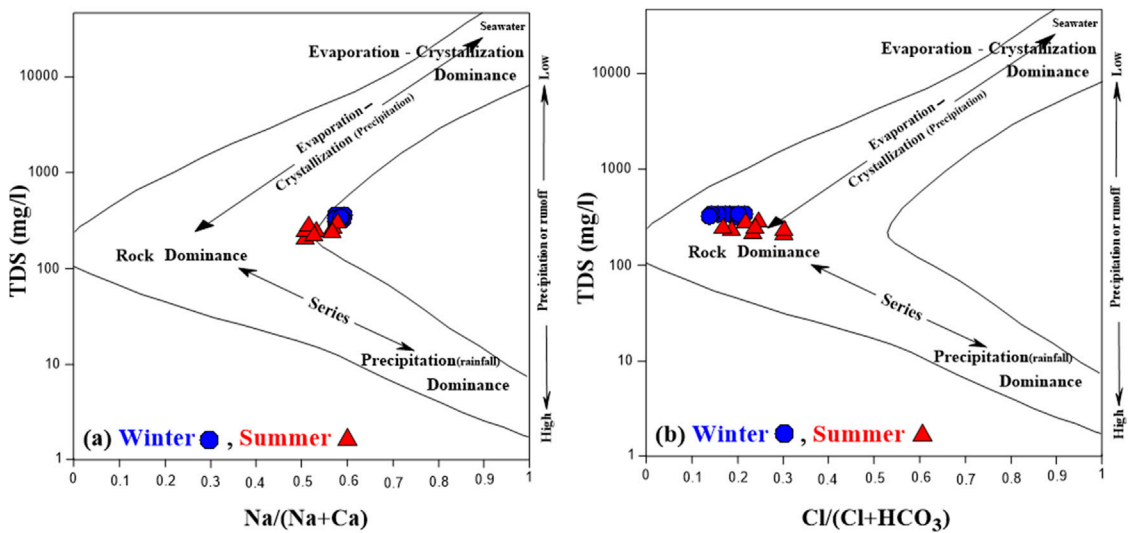 Seawater
Evaporation - Crystallization
Dominance
Evaporation –
Crystallization (Precipitation)
Rock Dominance
Series
Precipitation(rainfall)
Dominance
(a) Winter , Summer
10000
1000
100
10
1
0
0.1
0.2
0.3
0.4
0.5
0.6
0.7
0.8
0.9
1
TDS (mg/l)
Na/(Na+Ca)
Low
Precipitation or runoff
High
Seawater
Evaporation - Crystallization
Dominance
Evaporation –
Crystallization (Precipitation)
Rock Dominance
Series
Precipitation(rainfall)
Dominance
(b) Winter , Summer
10000
1000
100
10
1
0
0.1
0.2
0.3
0.4
0.5
0.6
0.7
0.8
0.9
1
TDS (mg/l)
Cl/(Cl+HCO₃)
Low
Precipitation or runoff
High